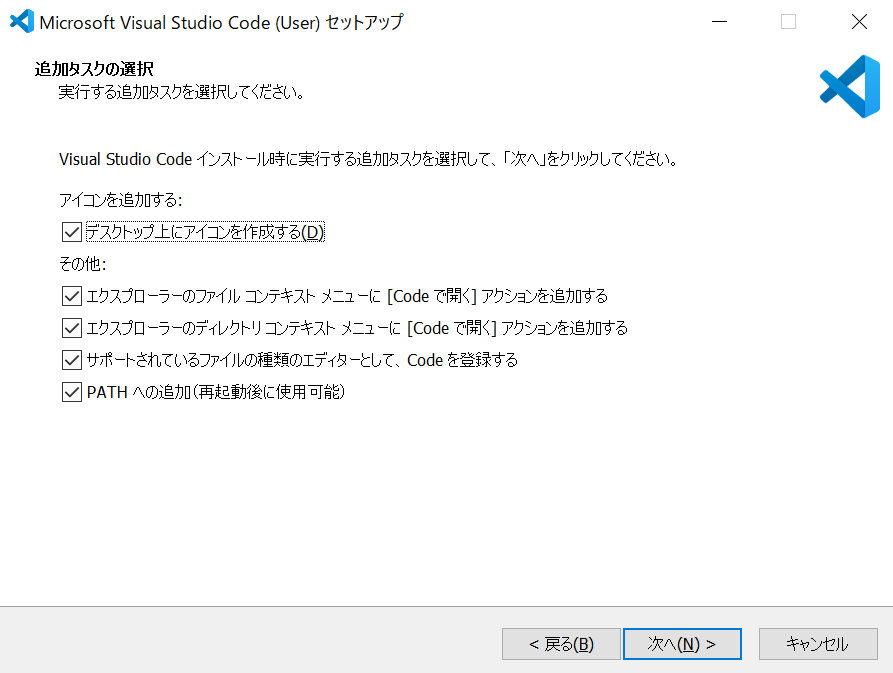 Microsoft Visual Studio Code (User) セットアップ
追加タスクの選択
実行する追加タスクを選択してください。
Visual Studio Code インストール時に実行する追加タスクを選択して、「次へ」をクリックしてください。
アイコンを追加する:
デスクトップ上にアイコンを作成する(D)
その他:
エクスプローラーのファイル コンテキスト メニューに [Code で開く] アクションを追加する
エクスプローラーのディレクトリ コンテキスト メニューに [Code で開く] アクションを追加する
サポートされているファイルの種類のエディターとして、Code を登録する
PATH への追加（再起動後に使用可能）
< 戻る(B) 次へ(N) > キャンセル